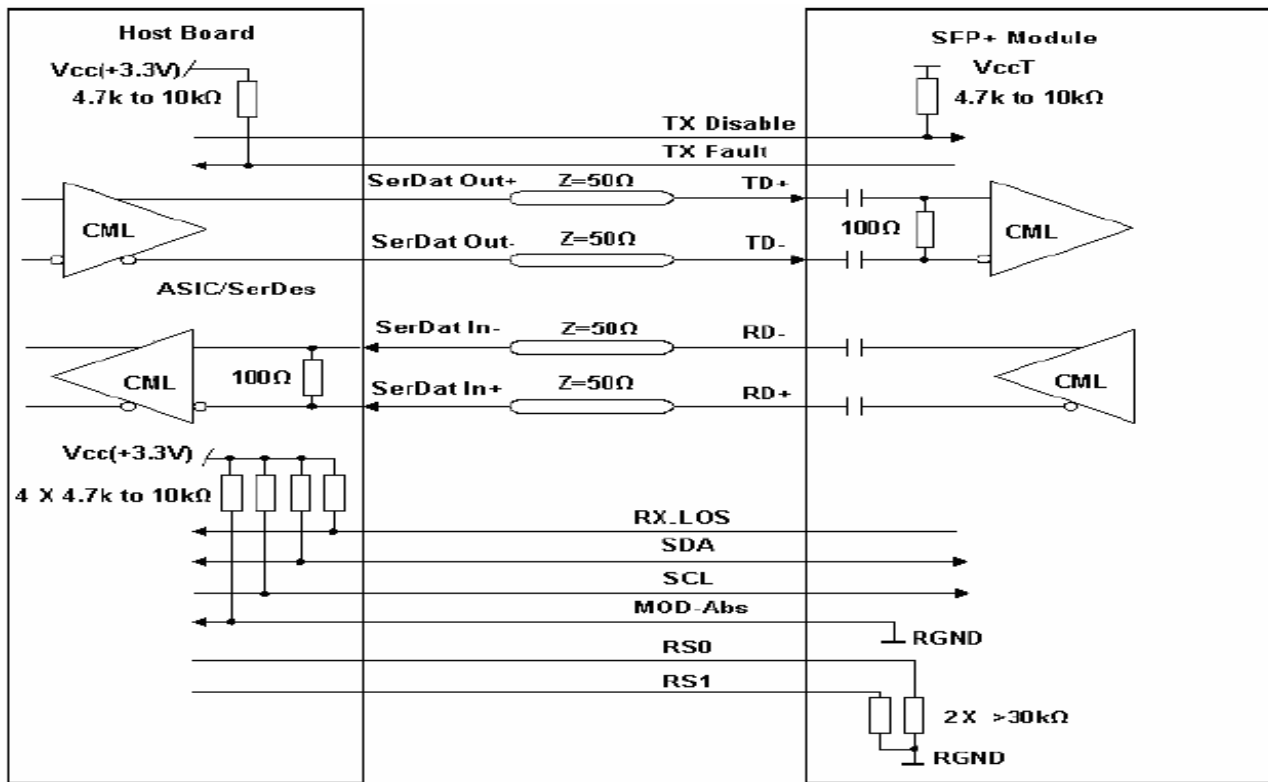 Host Board
SFP+ Module
Vcc(+3.3V)
VccT
4.7k to 10kΩ
4.7k to 10kΩ
TX Disable
TX Fault
SerDat Out+
Z=50Ω
TD+
CML
100Ω
CML
SerDat Out-
Z=50Ω
TD-
ASIC/SerDes
SerDat In-
Z=50Ω
RD-
CML
100Ω
CML
SerDat In+
Z=50Ω
RD+
Vcc(+3.3V)
4 X 4.7k to 10kΩ
RX-LOS
SDA
SCL
MOD-Abs
RGND
RS0
RS1
2X >30kΩ
RGND